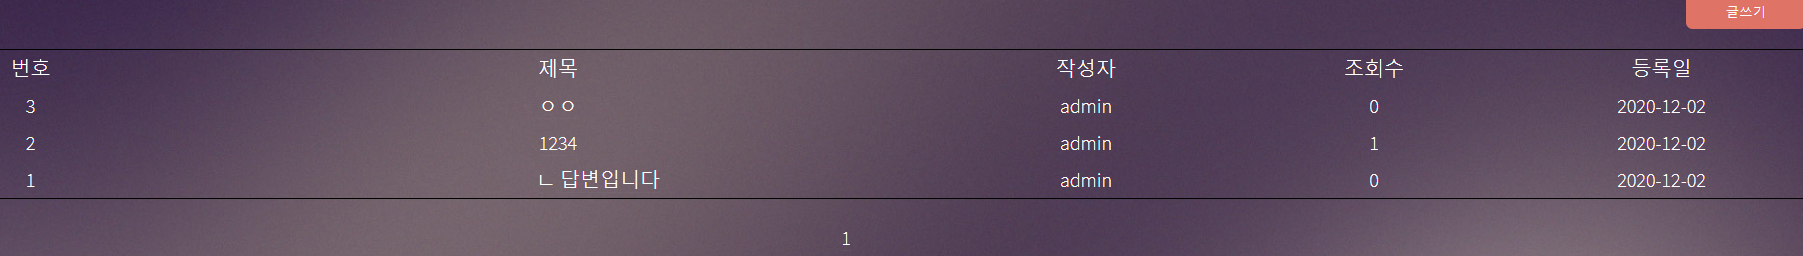 글쓰기
번호 제목 작성자 조회수 등록일
3 ㅇㅇ admin 0 2020-12-02
2 1234 admin 1 2020-12-02
1 ㄴ 답변입니다 admin 0 2020-12-02
1